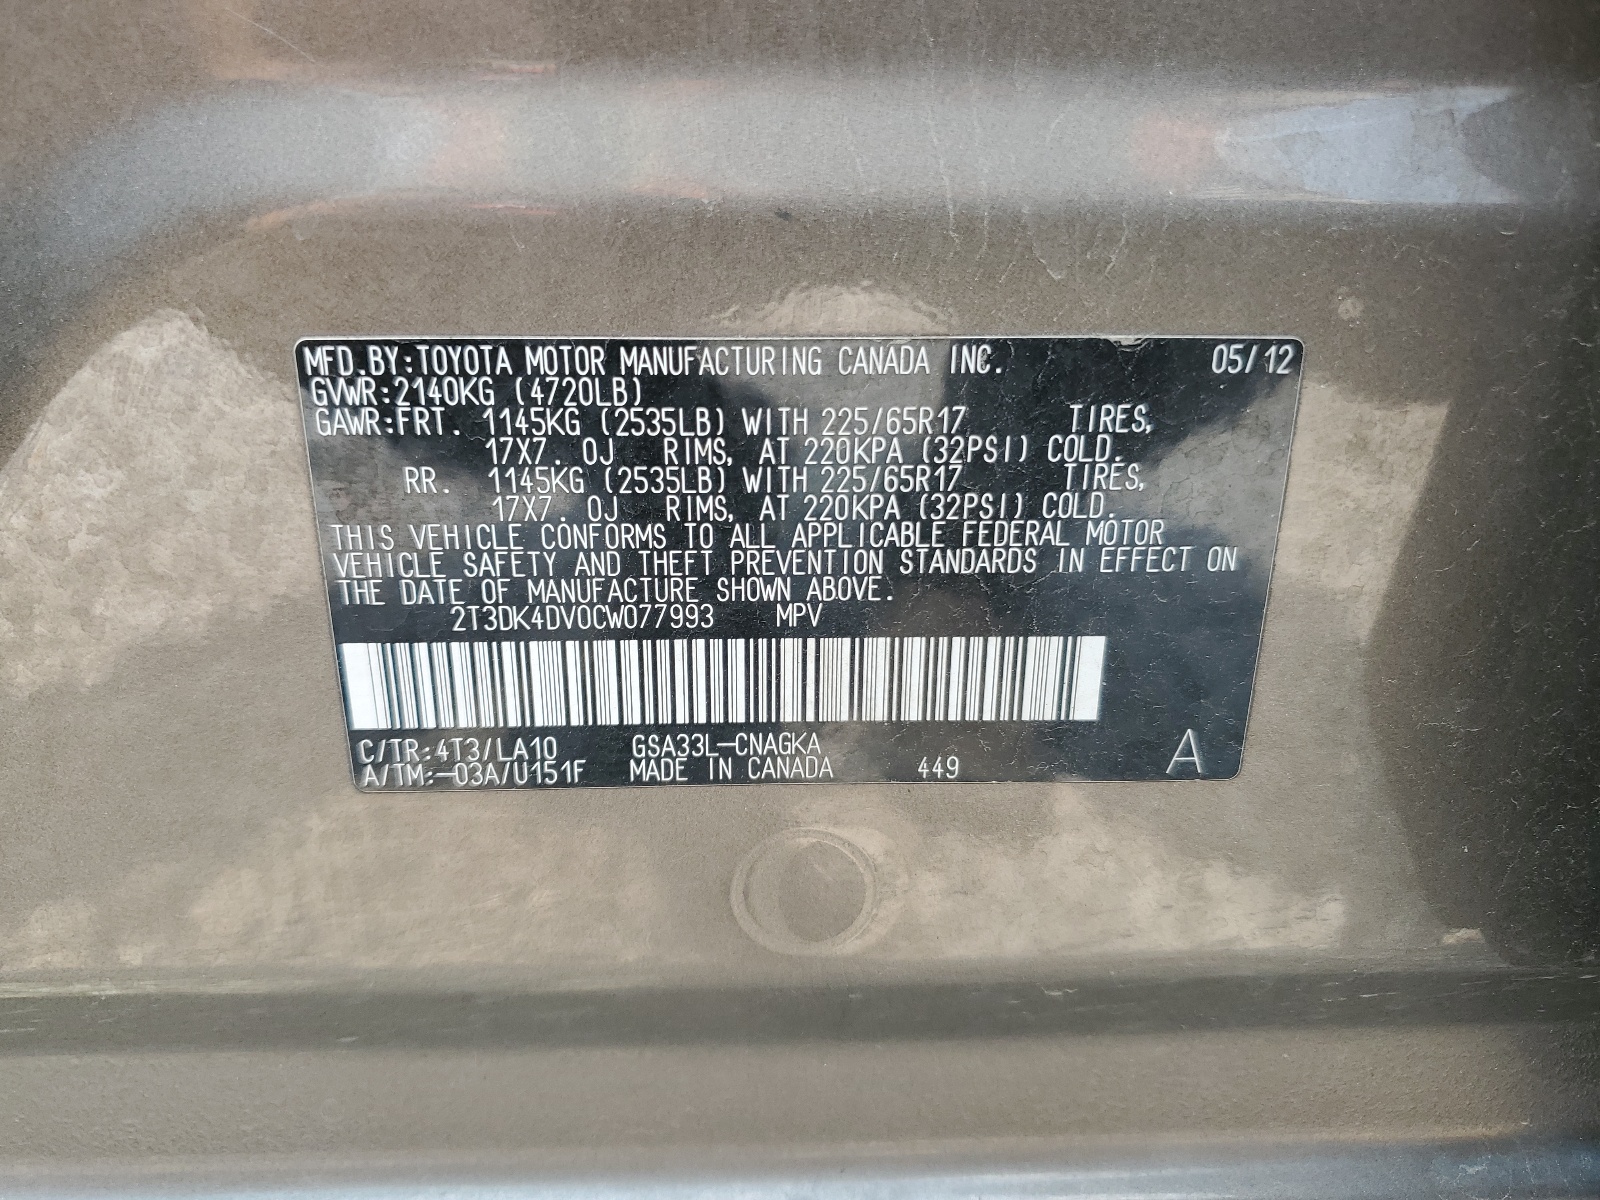 MFD.BY:TOYOTA MOTOR MANUFACTURING CANADA INC. 05/12
GVWR:2140KG (4720LB)
GAWR:FRT. 1145KG (2535LB) WITH 225/65R17 TIRES,
17X7.0J RIMS, AT 220KPA (32PSI) COLD.
RR. 1145KG (2535LB) WITH 225/65R17 TIRES,
17X7.0J RIMS, AT 220KPA (32PSI) COLD.
THIS VEHICLE CONFORMS TO ALL APPLICABLE FEDERAL MOTOR
VEHICLE SAFETY AND THEFT PREVENTION STANDARDS IN EFFECT ON
THE DATE OF MANUFACTURE SHOWN ABOVE.
2T3DK4DV0CW077993 MPV
C/TR:4T3/LA10 GSA33L-CNAGKA
A/TM:-03A/U151F MADE IN CANADA 449 A